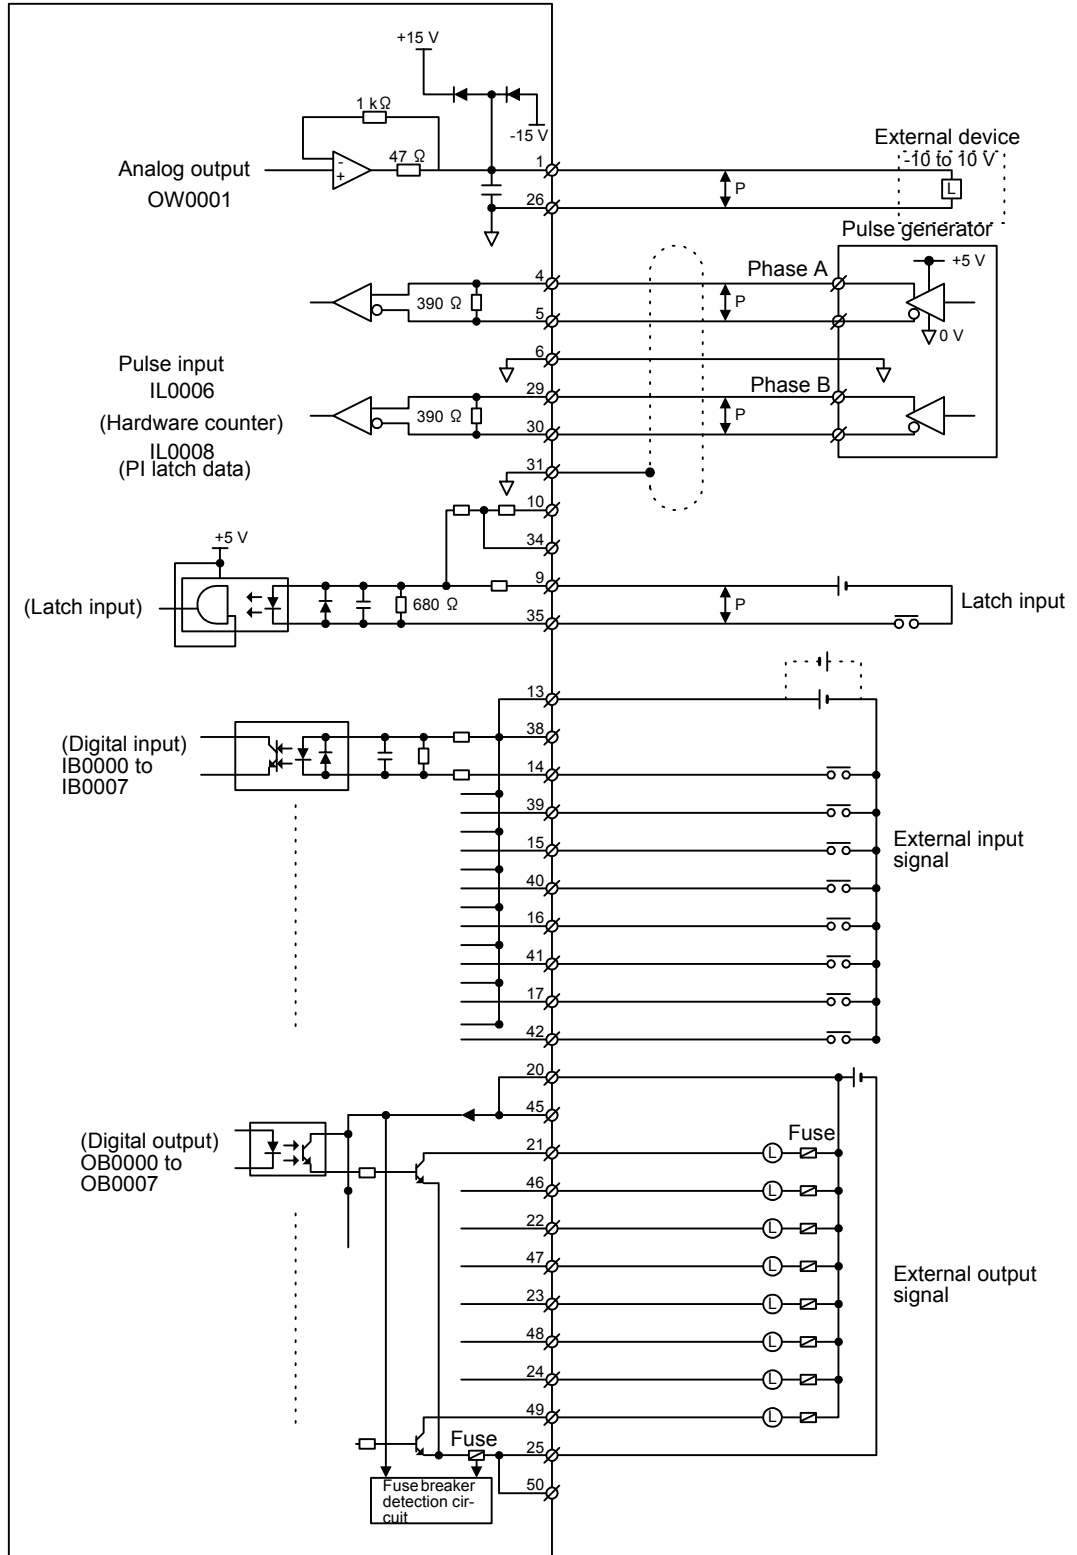 +15 V
1 kΩ
-15 V
47 Ω
-
+
Analog output
OW0001
1
26
P
External device
-10 to 10 V
L
Pulse generator
+5 V
0 V
Phase A
4
390 Ω
P
5
6
Pulse input
IL0006
(Hardware counter)
IL0008
(PI latch data)
29
Phase B
390 Ω
P
30
31
10
34
+5 V
(Latch input)
680 Ω
9
P
35
Latch input
13
38
(Digital input)
IB0000 to
IB0007
14
39
15
40
16
41
17
42
External input
signal
20
45
(Digital output)
OB0000 to
OB0007
21
L
Fuse
46
L
22
L
47
L
23
L
48
L
24
L
49
L
External output
signal
Fuse
25
50
Fuse breaker
detection cir-
cuit